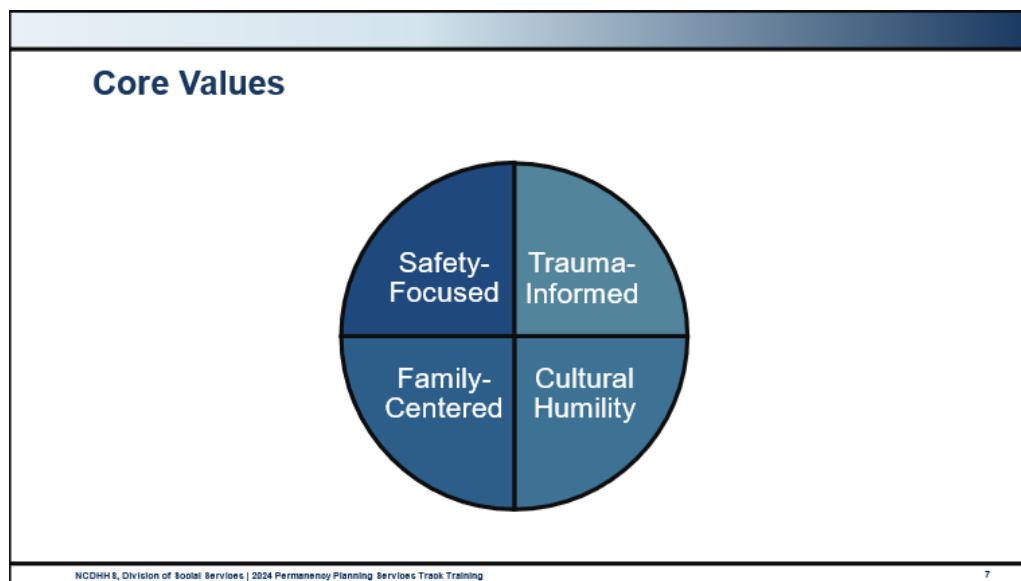 Core Values
Safety-
Focused
Trauma-
Informed
Family-
Centered
Cultural
Humility
NCDHHS, Division of Social Services | 2024 Permanency Planning Services Track Training
7